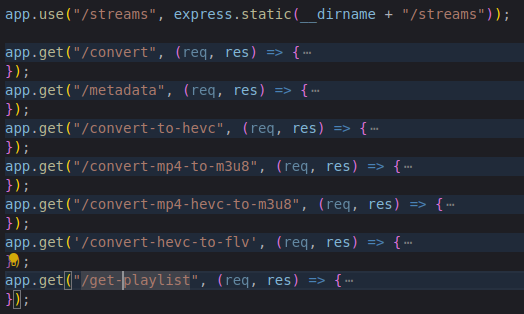 app.use("/streams", express.static(__dirname + "/streams"));
app.get("/convert", (req, res) => {⋯
});
app.get("/metadata", (req, res) => {⋯
});
app.get("/convert-to-hevc", (req, res) => {⋯
});
app.get("/convert-mp4-to-m3u8", (req, res) => {⋯
});
app.get("/convert-mp4-hevc-to-m3u8", (req, res) => {⋯
});
app.get('/convert-hevc-to-flv', (req, res) => {⋯
});
app.get("/get-playlist", (req, res) => {⋯
});